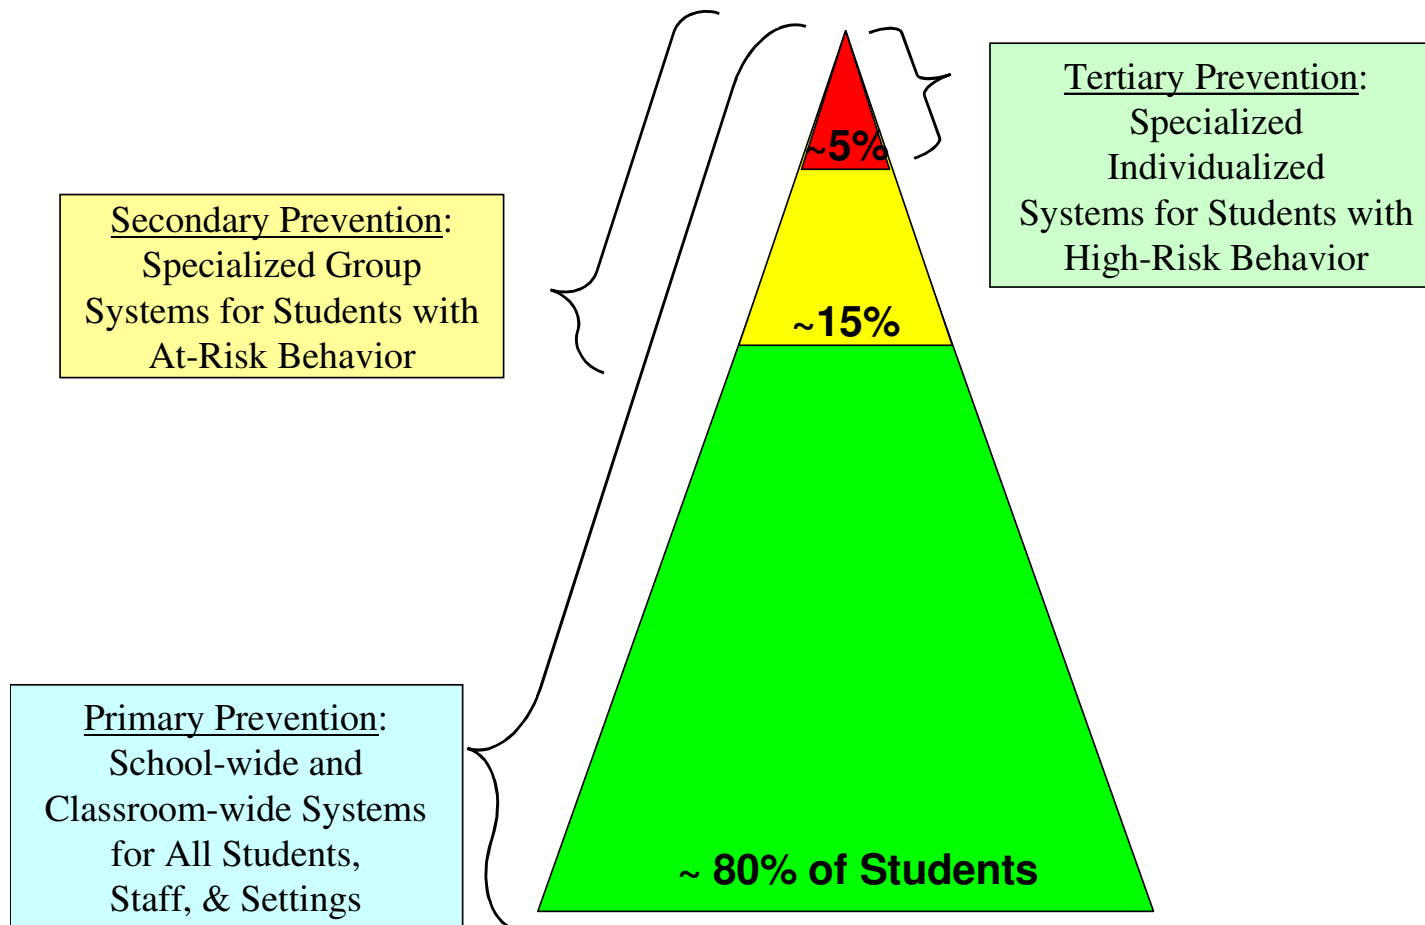 Tertiary Prevention:
Specialized
Individualized
Systems for Students with
High-Risk Behavior
~5%
Secondary Prevention:
Specialized Group
Systems for Students with
At-Risk Behavior
~15%
Primary Prevention:
School-wide and
Classroom-wide Systems
for All Students,
Staff, & Settings
~ 80% of Students